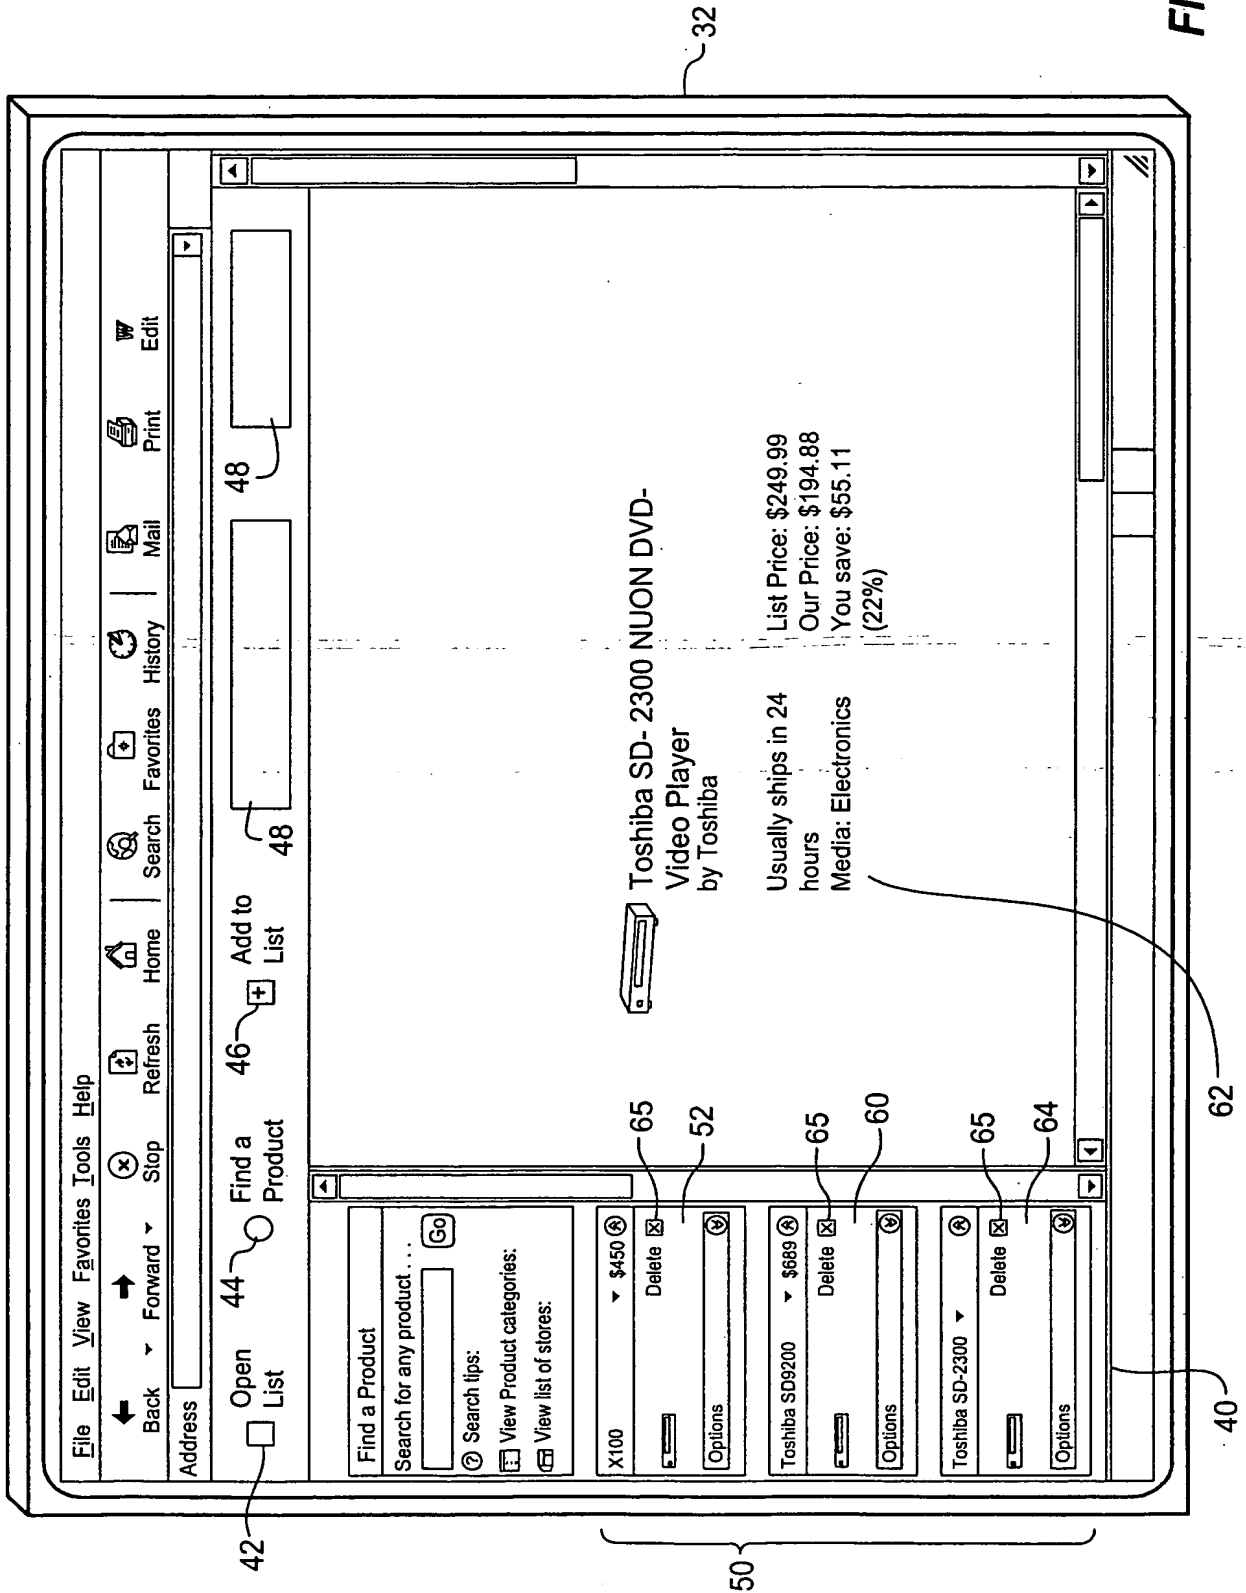 File Edit View Favorites Tools Help
Back Forward Stop Refresh Home Search Favorites History Mail Print Edit
Address
42
Open
List
44
Find a
Product
46
Add to
List
48
48
Find a Product
Search for any product . . . .
Go
? Search tips:
View Product categories:
View list of stores:
50
X100 $450
Delete X
65
52
Options
Toshiba SD9200 $689
Delete X
65
60
Options
Toshiba SD-2300
Delete X
65
64
Options
Toshiba SD- 2300 NUON DVD-
Video Player
by Toshiba
Usually ships in 24
hours
Media: Electronics
List Price: $249.99
Our Price: $194.88
You save: $55.11
(22%)
62
40
32